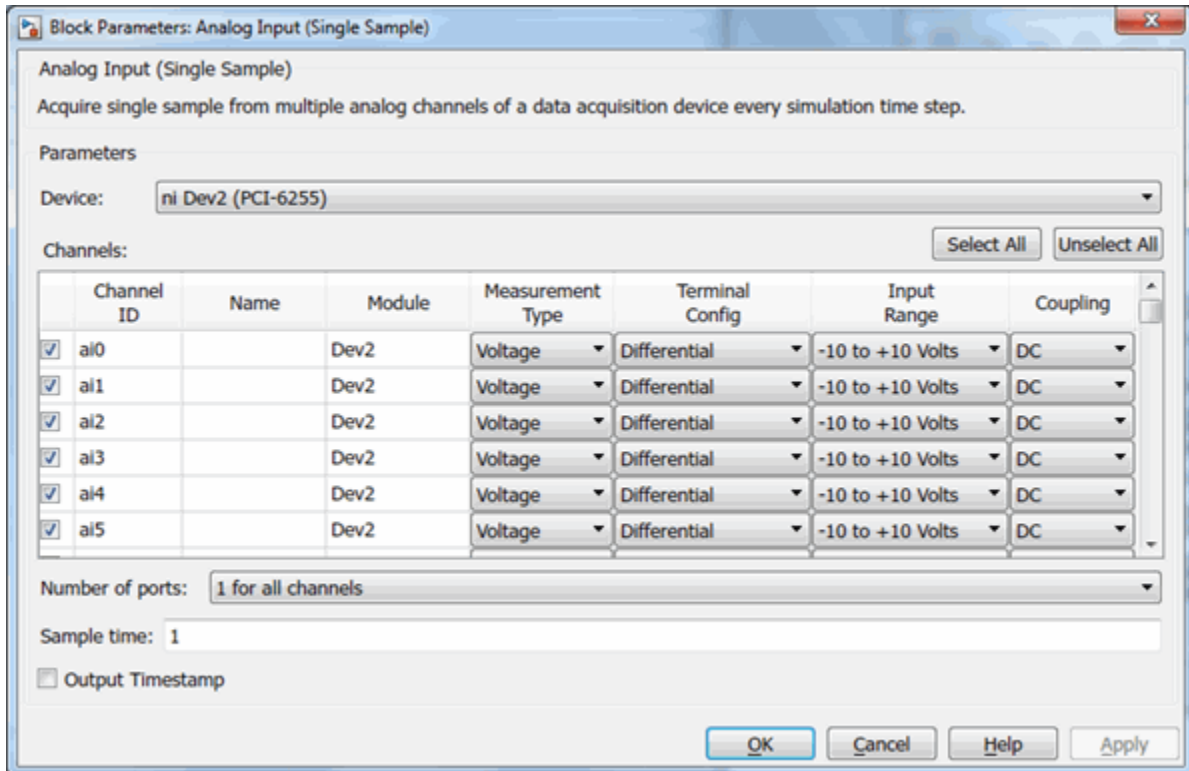 Block Parameters: Analog Input (Single Sample)
Analog Input (Single Sample)
Acquire single sample from multiple analog channels of a data acquisition device every simulation time step.
Parameters
Device: ni Dev2 (PCI-6255)
Channels: Select All Unselect All
Channel ID Name Module Measurement Type Terminal Config Input Range Coupling
ai0 Dev2 Voltage Differential -10 to +10 Volts DC
ai1 Dev2 Voltage Differential -10 to +10 Volts DC
ai2 Dev2 Voltage Differential -10 to +10 Volts DC
ai3 Dev2 Voltage Differential -10 to +10 Volts DC
ai4 Dev2 Voltage Differential -10 to +10 Volts DC
ai5 Dev2 Voltage Differential -10 to +10 Volts DC
Number of ports: 1 for all channels
Sample time: 1
Output Timestamp
OK Cancel Help Apply